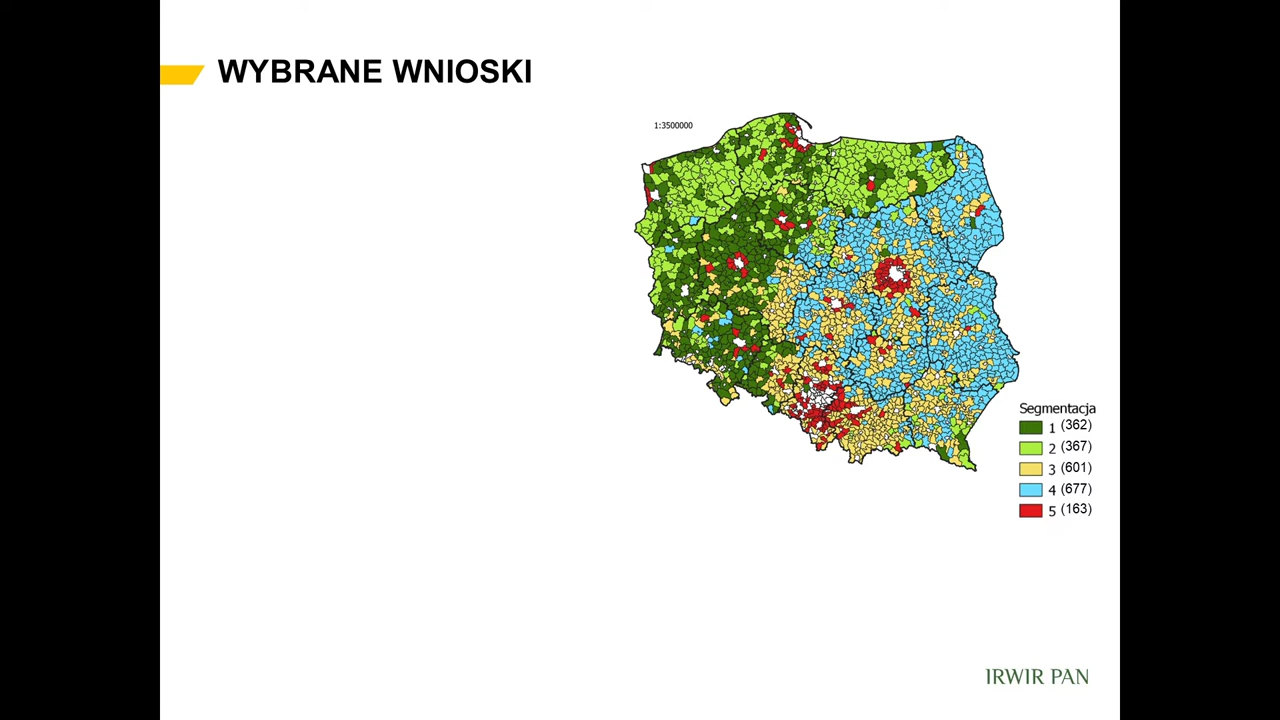 WYBRANE WNIOSKI
1:3500000
Segmentacja
1 (362)
2 (367)
3 (601)
4 (677)
5 (163)
IRWIR PAN